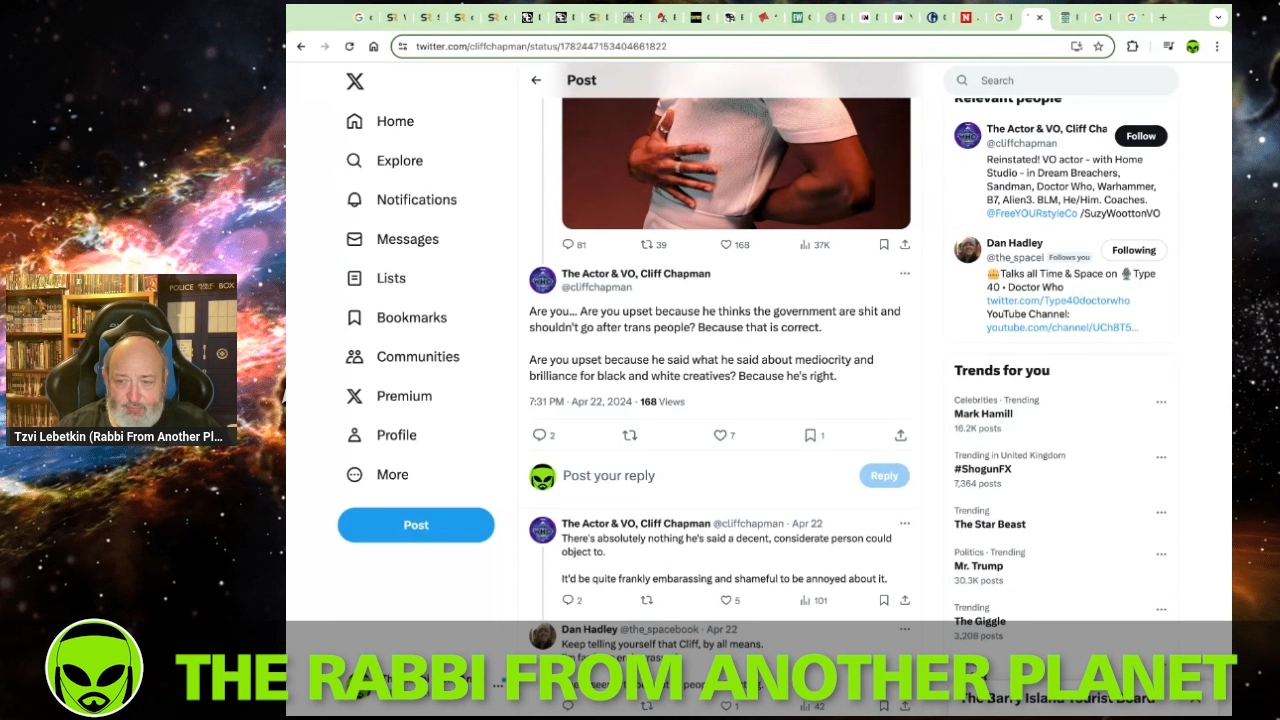 twitter.com/cliffchapman/status/1782447153404661822
Post
Search
Relevant people
Home
Explore
Notifications
Messages
Lists
Bookmarks
Communities
Premium
Profile
More
Post
81 39 168 37K
The Actor & VO, Cliff Chapman
@cliffchapman
Are you... Are you upset because he thinks the government are shit and
shouldn't go after trans people? Because that is correct.
Are you upset because he said what he said about mediocrity and
brilliance for black and white creatives? Because he's right.
7:31 PM · Apr 22, 2024 · 168 Views
2 7 1
Post your reply
Reply
The Actor & VO, Cliff Chapman @cliffchapman · Apr 22
There's absolutely nothing he's said a decent, considerate person could
object to.
It'd be quite frankly embarassing and shameful to be annoyed about it.
2 5 101
Dan Hadley @the_spacebook · Apr 22
Keep telling yourself that Cliff, by all means.
1 42
The Actor & VO, Cliff Cha
Follow
@cliffchapman
Reinstated! VO actor - with Home
Studio - in Dream Breachers,
Sandman, Doctor Who, Warhammer,
B7, Alien3. BLM, He/Him. Coaches.
@FreeYOURstyleCo /SuzyWoottonVO
Dan Hadley
Following
@the_spacel Follows you
Talks all Time & Space on Type
40 • Doctor Who
twitter.com/Type40doctorwho
YouTube Channel:
youtube.com/channel/UCh8T5...
Trends for you
Celebrities · Trending
Mark Hamill
16.2K posts
Trending in United Kingdom
#ShogunFX
7,364 posts
Trending
The Star Beast
Politics · Trending
Mr. Trump
30.3K posts
Trending
The Giggle
3,208 posts
The Barry Island Tourist Board
POLICE BOX
Tzvi Lebetkin (Rabbi From Another Pl...
THE RABBI FROM ANOTHER PLANET